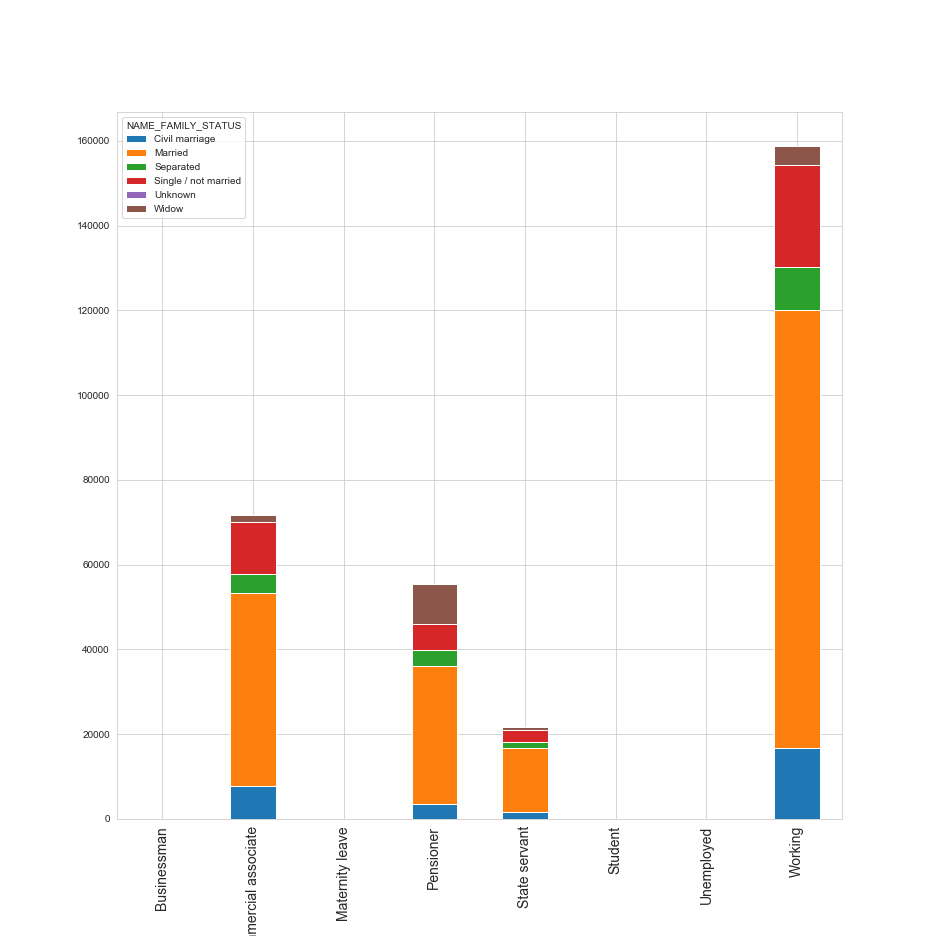 NAME_FAMILY_STATUS
Civil marriage
Married
Separated
Single / not married
Unknown
Widow
160000
140000
120000
100000
80000
60000
40000
20000
0
Businessman
mmercial associate
Maternity leave
Pensioner
State servant
Student
Unemployed
Working